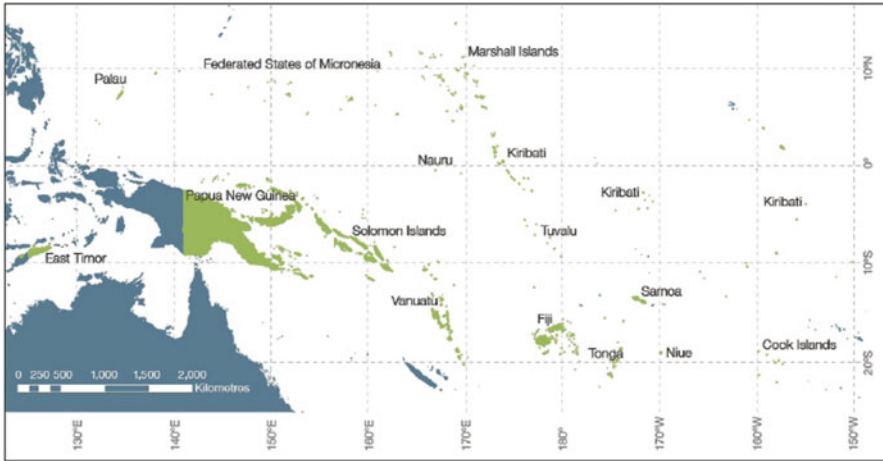 Marshall Islands
Federated States of Micronesia
Palau
10°N
Nauru
Kiribati
0°
Papua New Guinea
Kiribati
Kiribati
Solomon Islands
Tuvalu
East Timor
10°S
Samoa
Vanuatu
Fiji
Tonga
Niue
Cook Islands
20°S
0 250 500 1,000 1,500 2,000
Kilometres
130°E
140°E
150°E
160°E
170°E
180°
170°W
160°W
150°W